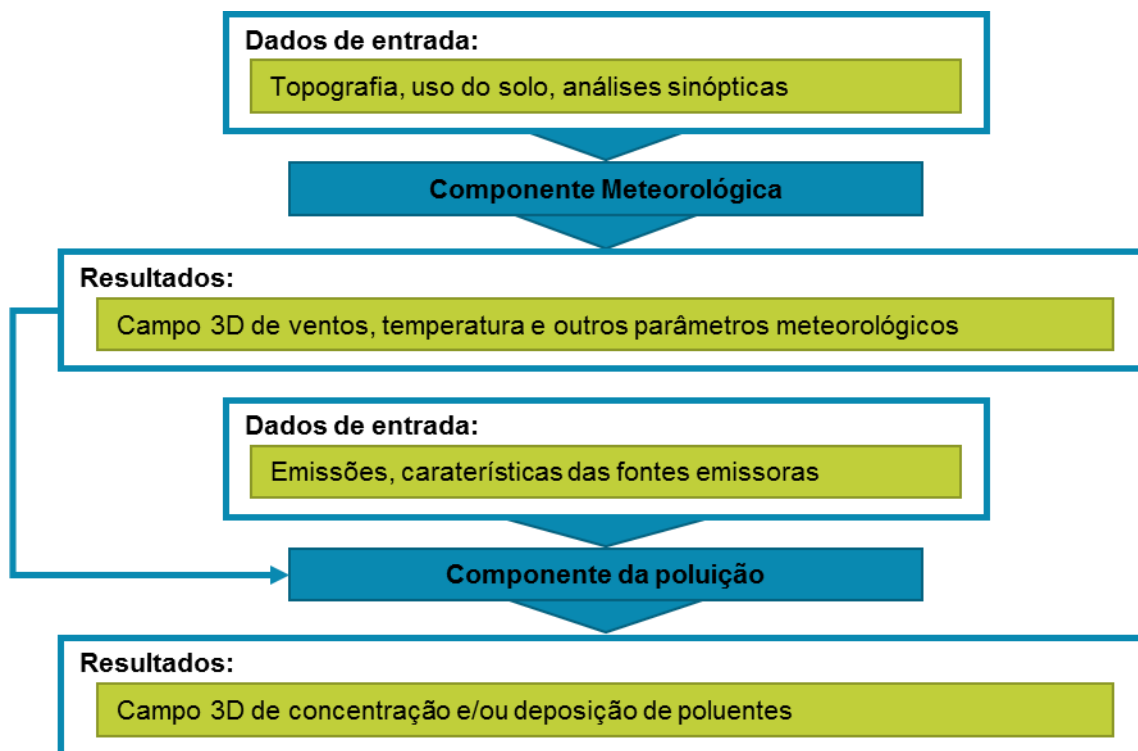 Dados de entrada:
Topografia, uso do solo, análises sinópticas
Componente Meteorológica
Resultados:
Campo 3D de ventos, temperatura e outros parâmetros meteorológicos
Dados de entrada:
Emissões, caraterísticas das fontes emissoras
Componente da poluição
Resultados:
Campo 3D de concentração e/ou deposição de poluentes